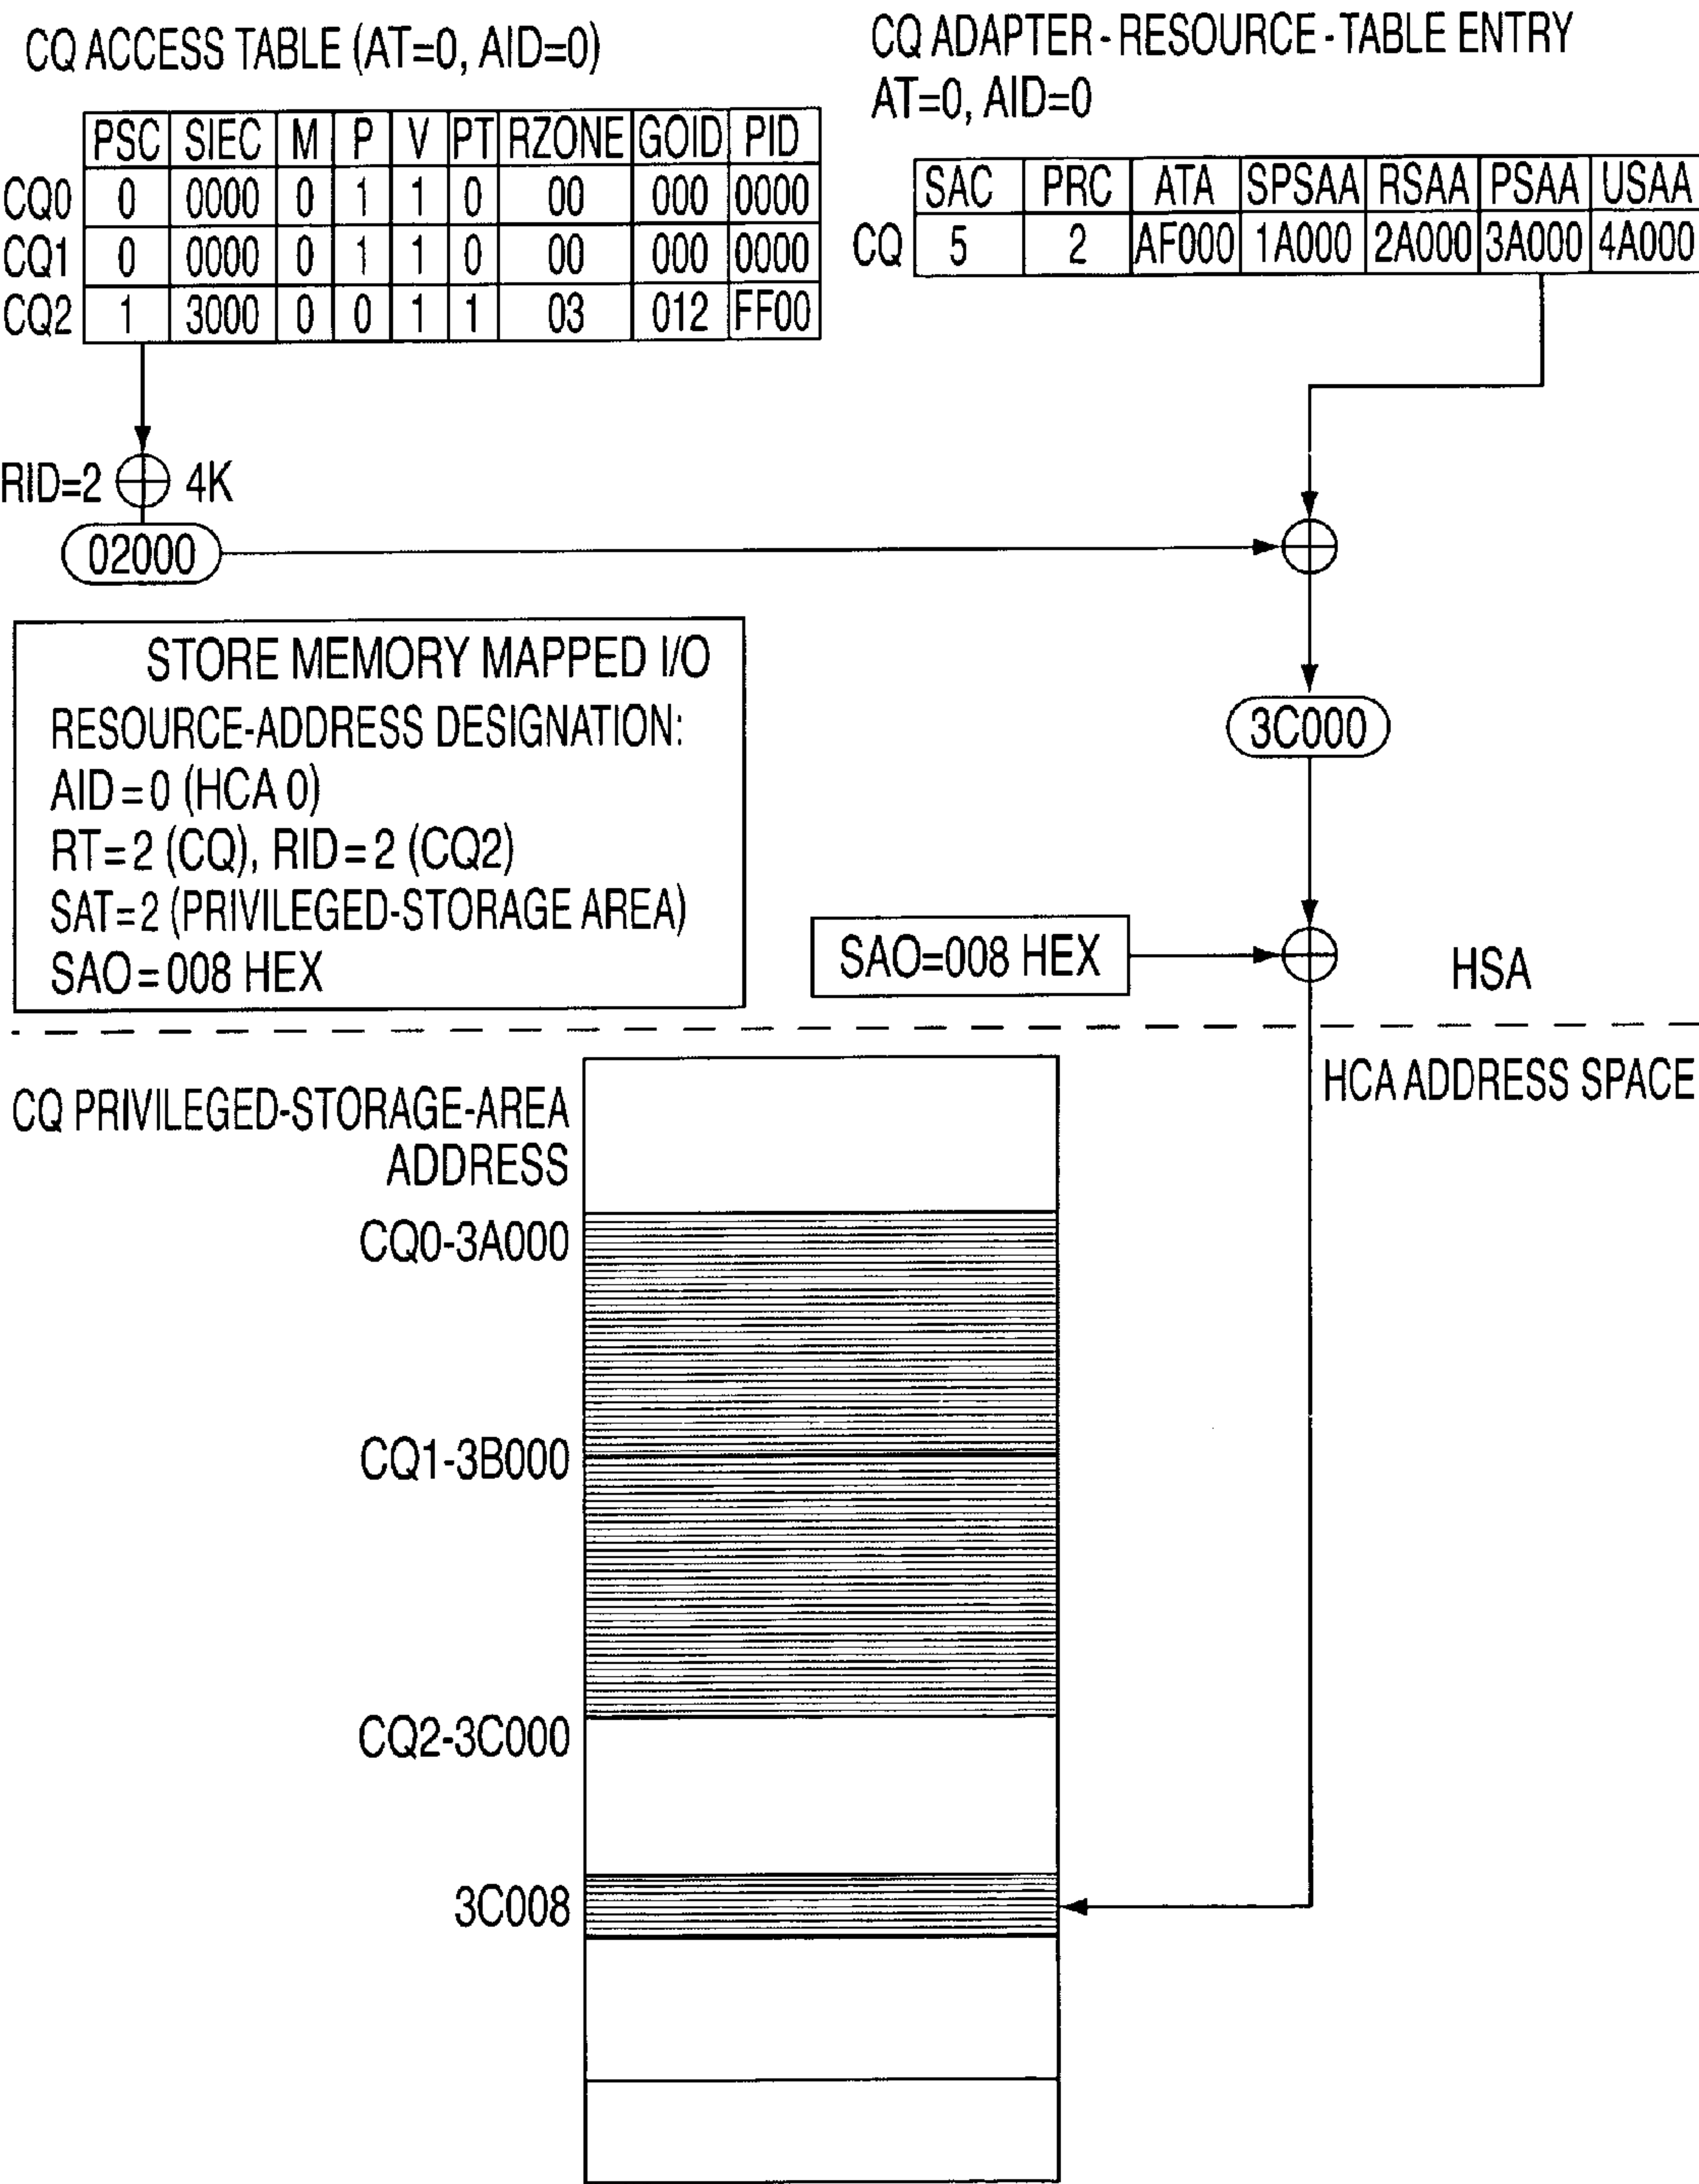 CQ ACCESS TABLE (AT=0, AID=0)
PSC SIEC M P V PT RZONE GOID PID
CQ0 0 0000 0 1 1 0 00 000 0000
CQ1 0 0000 0 1 1 0 00 000 0000
CQ2 1 3000 0 0 1 1 03 012 FF00
CQ ADAPTER-RESOURCE-TABLE ENTRY
AT=0, AID=0
SAC PRC ATA SPSAA RSAA PSAA USAA
CQ 5 2 AF000 1A000 2A000 3A000 4A000
RID=2 4K
02000
STORE MEMORY MAPPED I/O
RESOURCE-ADDRESS DESIGNATION:
AID=0 (HCA 0)
RT=2 (CQ), RID=2 (CQ2)
SAT=2 (PRIVILEGED-STORAGE AREA)
SAO=008 HEX
3C000
SAO=008 HEX
HSA
HCA ADDRESS SPACE
CQ PRIVILEGED-STORAGE-AREA
ADDRESS
CQ0-3A000
CQ1-3B000
CQ2-3C000
3C008